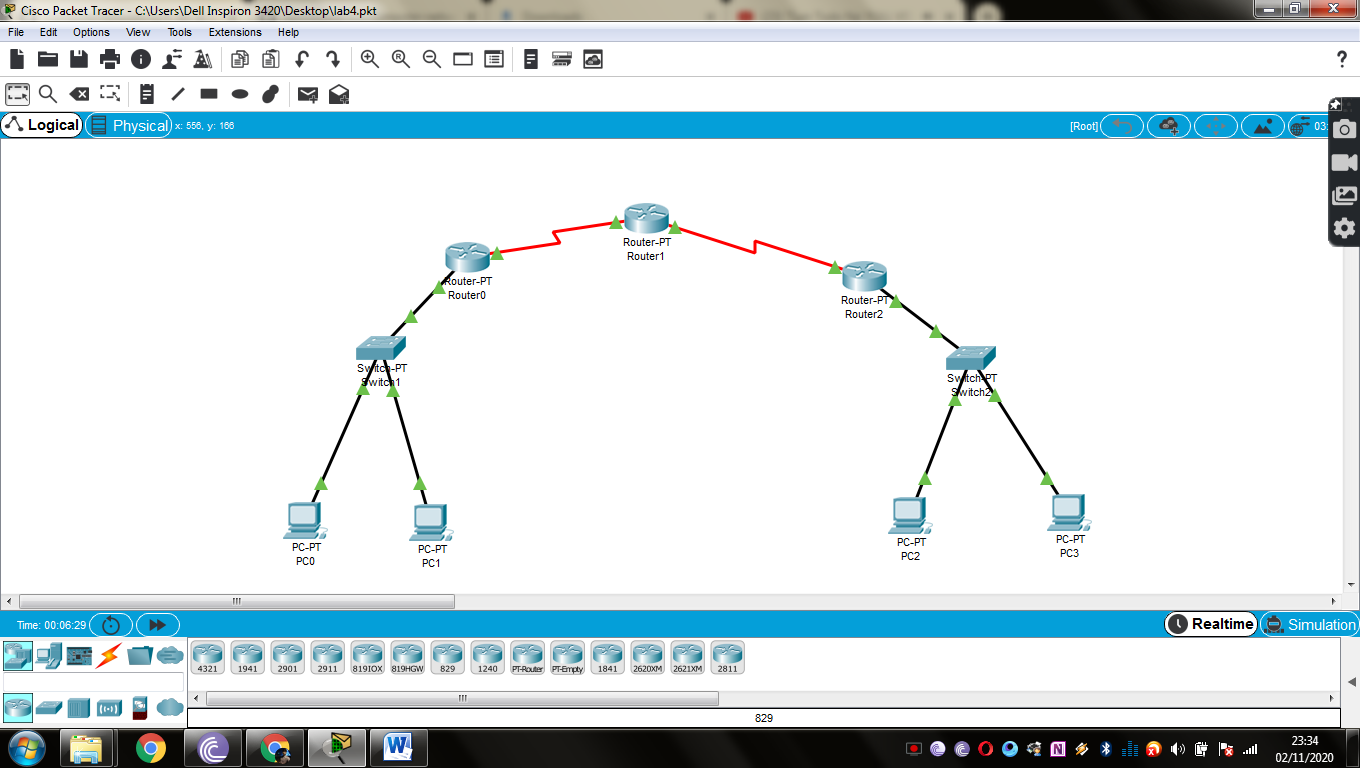 Cisco Packet Tracer - C:\Users\Dell Inspiron 3420\Desktop\lab4.pkt
File Edit Options View Tools Extensions Help
Logical Physical x: 556, y: 166 [Root] 03:
Router-PT
Router1
Router-PT
Router0
Router-PT
Router2
Switch-PT
Switch1
Switch-PT
Switch2
PC-PT
PC0
PC-PT
PC1
PC-PT
PC2
PC-PT
PC3
Time: 00:06:29 Realtime Simulation
4321 1941 2901 2911 819IOX 819HGW 829 1240 PT-Router PT-Empty 1841 2620XM 2621XM 2811
829
23:34
02/11/2020